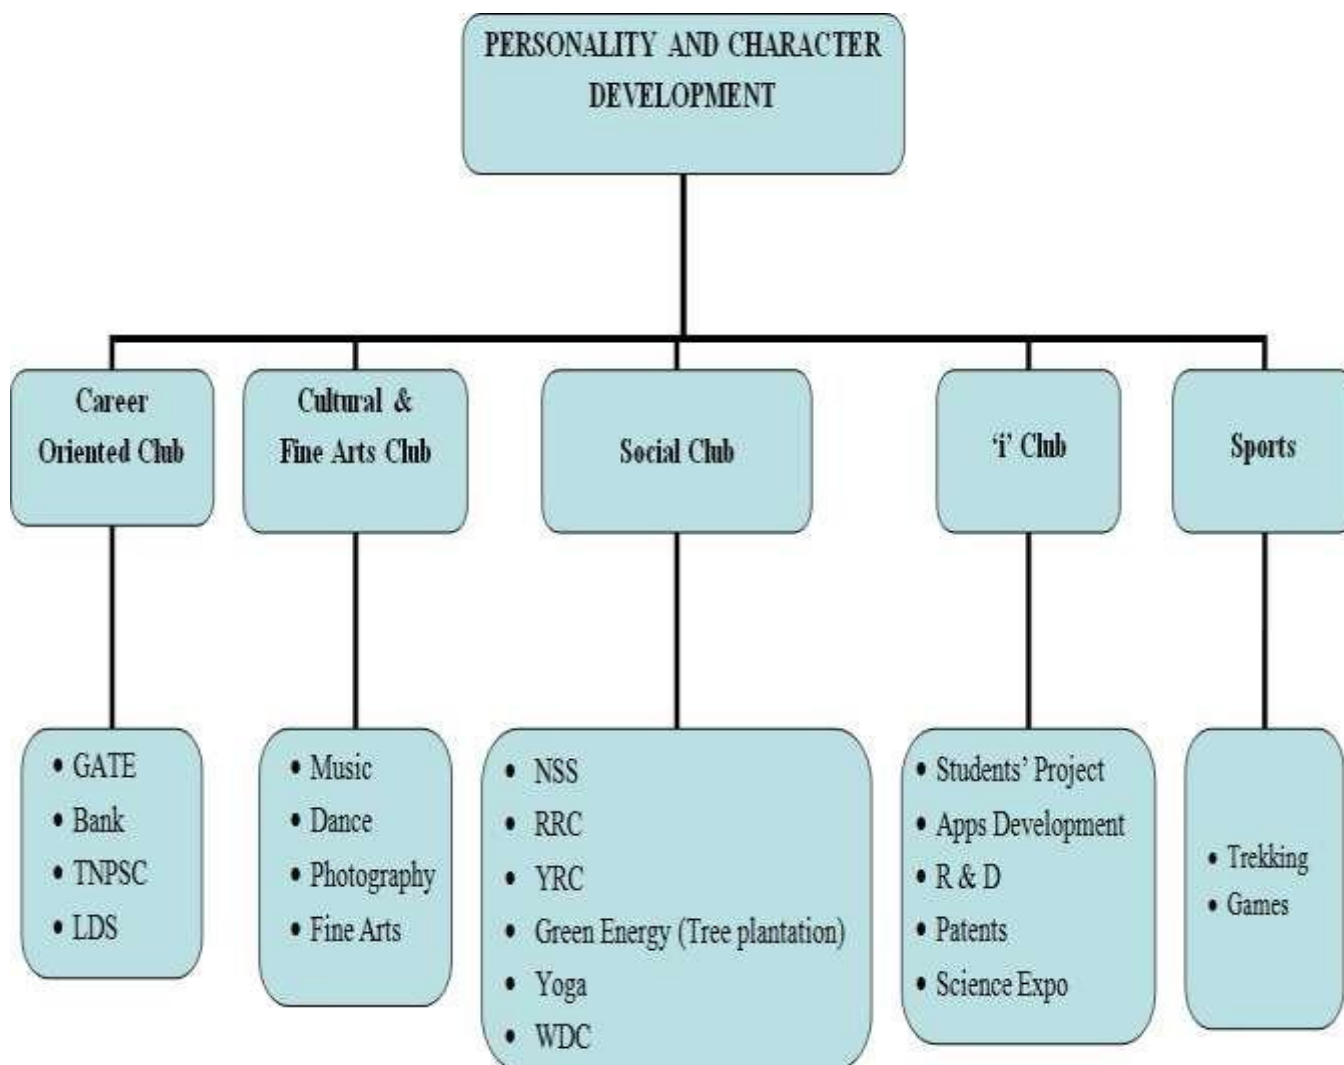 PERSONALITY AND CHARACTER
DEVELOPMENT
Career
Oriented Club
Cultural &
Fine Arts Club
Social Club
‘i’ Club
Sports
• GATE
• Bank
• TNPSC
• LDS
• Music
• Dance
• Photography
• Fine Arts
• NSS
• RRC
• YRC
• Green Energy (Tree plantation)
• Yoga
• WDC
• Students’ Project
• Apps Development
• R & D
• Patents
• Science Expo
• Trekking
• Games